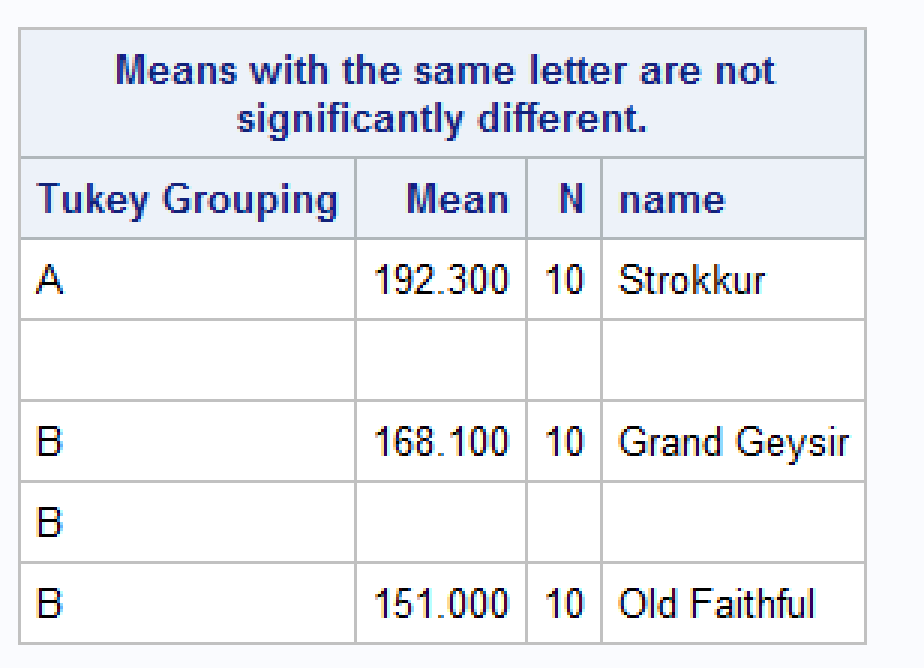 Means with the same letter are not
significantly different.
Tukey Grouping Mean N name
A 192.300 10 Strokkur
B 168.100 10 Grand Geysir
B
B 151.000 10 Old Faithful